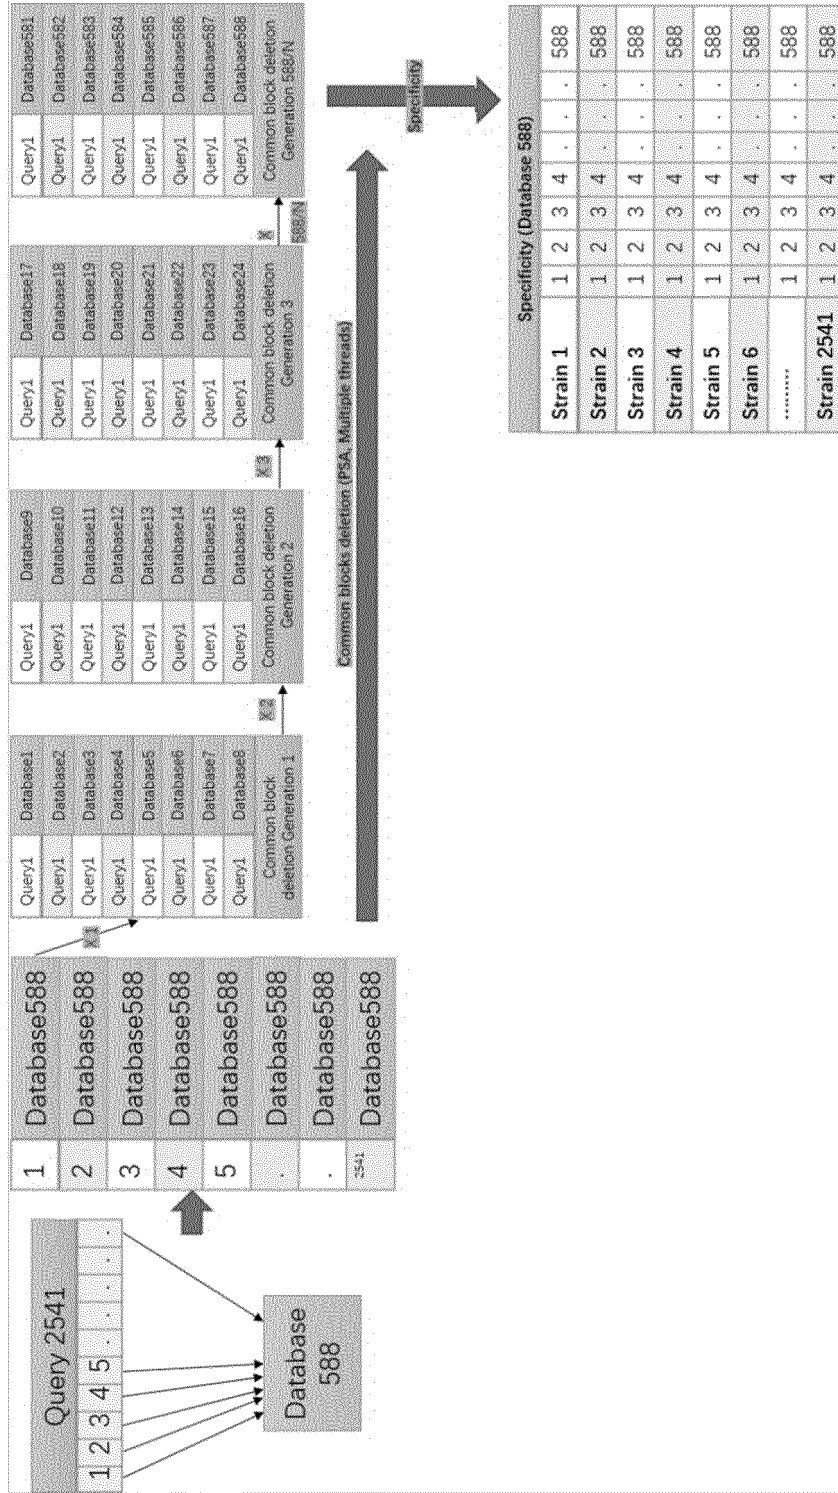 Query 2541
1 2 3 4 5 . . . . .
Database
588
1 Database588
2 Database588
3 Database588
4 Database588
5 Database588
. Database588
. Database588
2541 Database588
X 1
Query1 Database1
Query1 Database2
Query1 Database3
Query1 Database4
Query1 Database5
Query1 Database6
Query1 Database7
Query1 Database8
Common block
deletion Generation 1
X 2
Query1 Database9
Query1 Database10
Query1 Database11
Query1 Database12
Query1 Database13
Query1 Database14
Query1 Database15
Query1 Database16
Common block deletion
Generation 2
X 3
Query1 Database17
Query1 Database18
Query1 Database19
Query1 Database20
Query1 Database21
Query1 Database22
Query1 Database23
Query1 Database24
Common block deletion
Generation 3
X
588/N
Query1 Database581
Query1 Database582
Query1 Database583
Query1 Database584
Query1 Database585
Query1 Database586
Query1 Database587
Query1 Database588
Common block deletion
Generation 588/N
Common blocks deletion (PSA, Multiple threads)
Specificity
Specificity (Database 588)
Strain 1 1 2 3 4 . . . 588
Strain 2 1 2 3 4 . . . 588
Strain 3 1 2 3 4 . . . 588
Strain 4 1 2 3 4 . . . 588
Strain 5 1 2 3 4 . . . 588
Strain 6 1 2 3 4 . . . 588
......... 1 2 3 4 . . . 588
Strain 2541 1 2 3 4 . . . 588